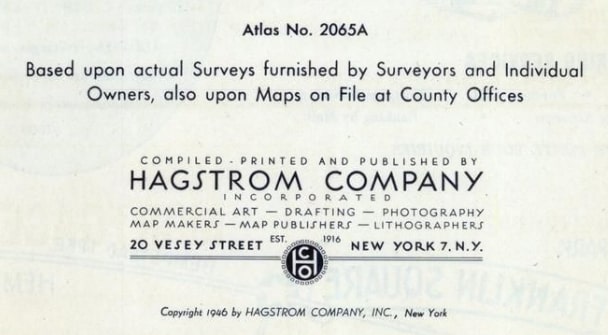 Atlas No. 2065A
Based upon actual Surveys furnished by Surveyors and Individual
Owners, also upon Maps on File at County Offices
COMPILED - PRINTED AND PUBLISHED BY
HAGSTROM COMPANY
INCORPORATED
COMMERCIAL ART — DRAFTING — PHOTOGRAPHY
MAP MAKERS — MAP PUBLISHERS — LITHOGRAPHERS
20 VESEY STREET EST. 1916 NEW YORK 7. N.Y.
Copyright 1946 by HAGSTROM COMPANY, INC., New York
FRANKLIN SQUARE